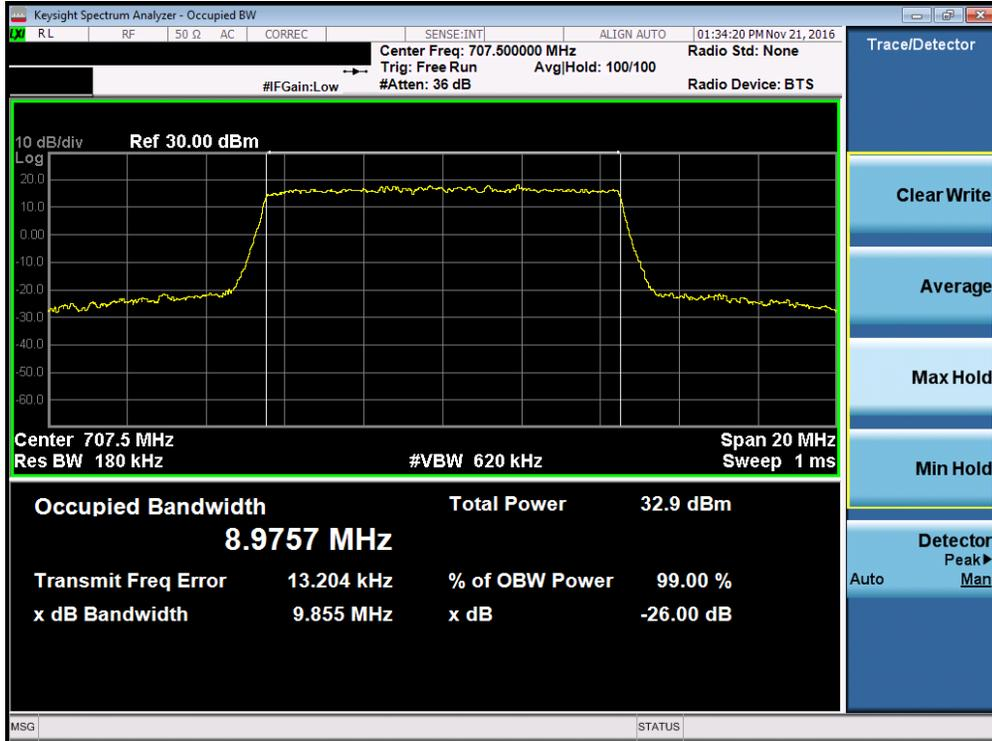 Keysight Spectrum Analyzer - Occupied BW
LXI RL RF 50 Ω AC CORREC SENSE:INT ALIGN AUTO 01:34:20 PM Nov 21, 2016
Center Freq: 707.500000 MHz Radio Std: None
Trig: Free Run Avg|Hold: 100/100
#IFGain:Low #Atten: 36 dB Radio Device: BTS
10 dB/div Ref 30.00 dBm
Log
20.0
10.0
0.00
-10.0
-20.0
-30.0
-40.0
-50.0
-60.0
Center 707.5 MHz Span 20 MHz
Res BW 180 kHz #VBW 620 kHz Sweep 1 ms
Occupied Bandwidth Total Power 32.9 dBm
8.9757 MHz
Transmit Freq Error 13.204 kHz % of OBW Power 99.00 %
x dB Bandwidth 9.855 MHz x dB -26.00 dB
MSG STATUS
Trace/Detector
Clear Write
Average
Max Hold
Min Hold
Detector
Peak▶
Auto Man